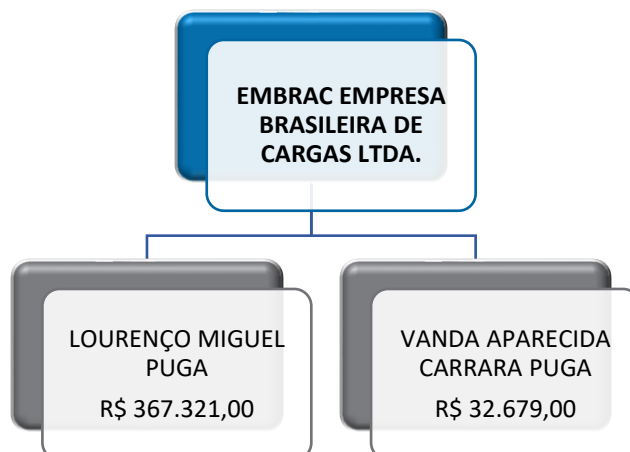 EMBRAC EMPRESA
BRASILEIRA DE
CARGAS LTDA.
LOURENÇO MIGUEL
PUGA
R$ 367.321,00
VANDA APARECIDA
CARRARA PUGA
R$ 32.679,00